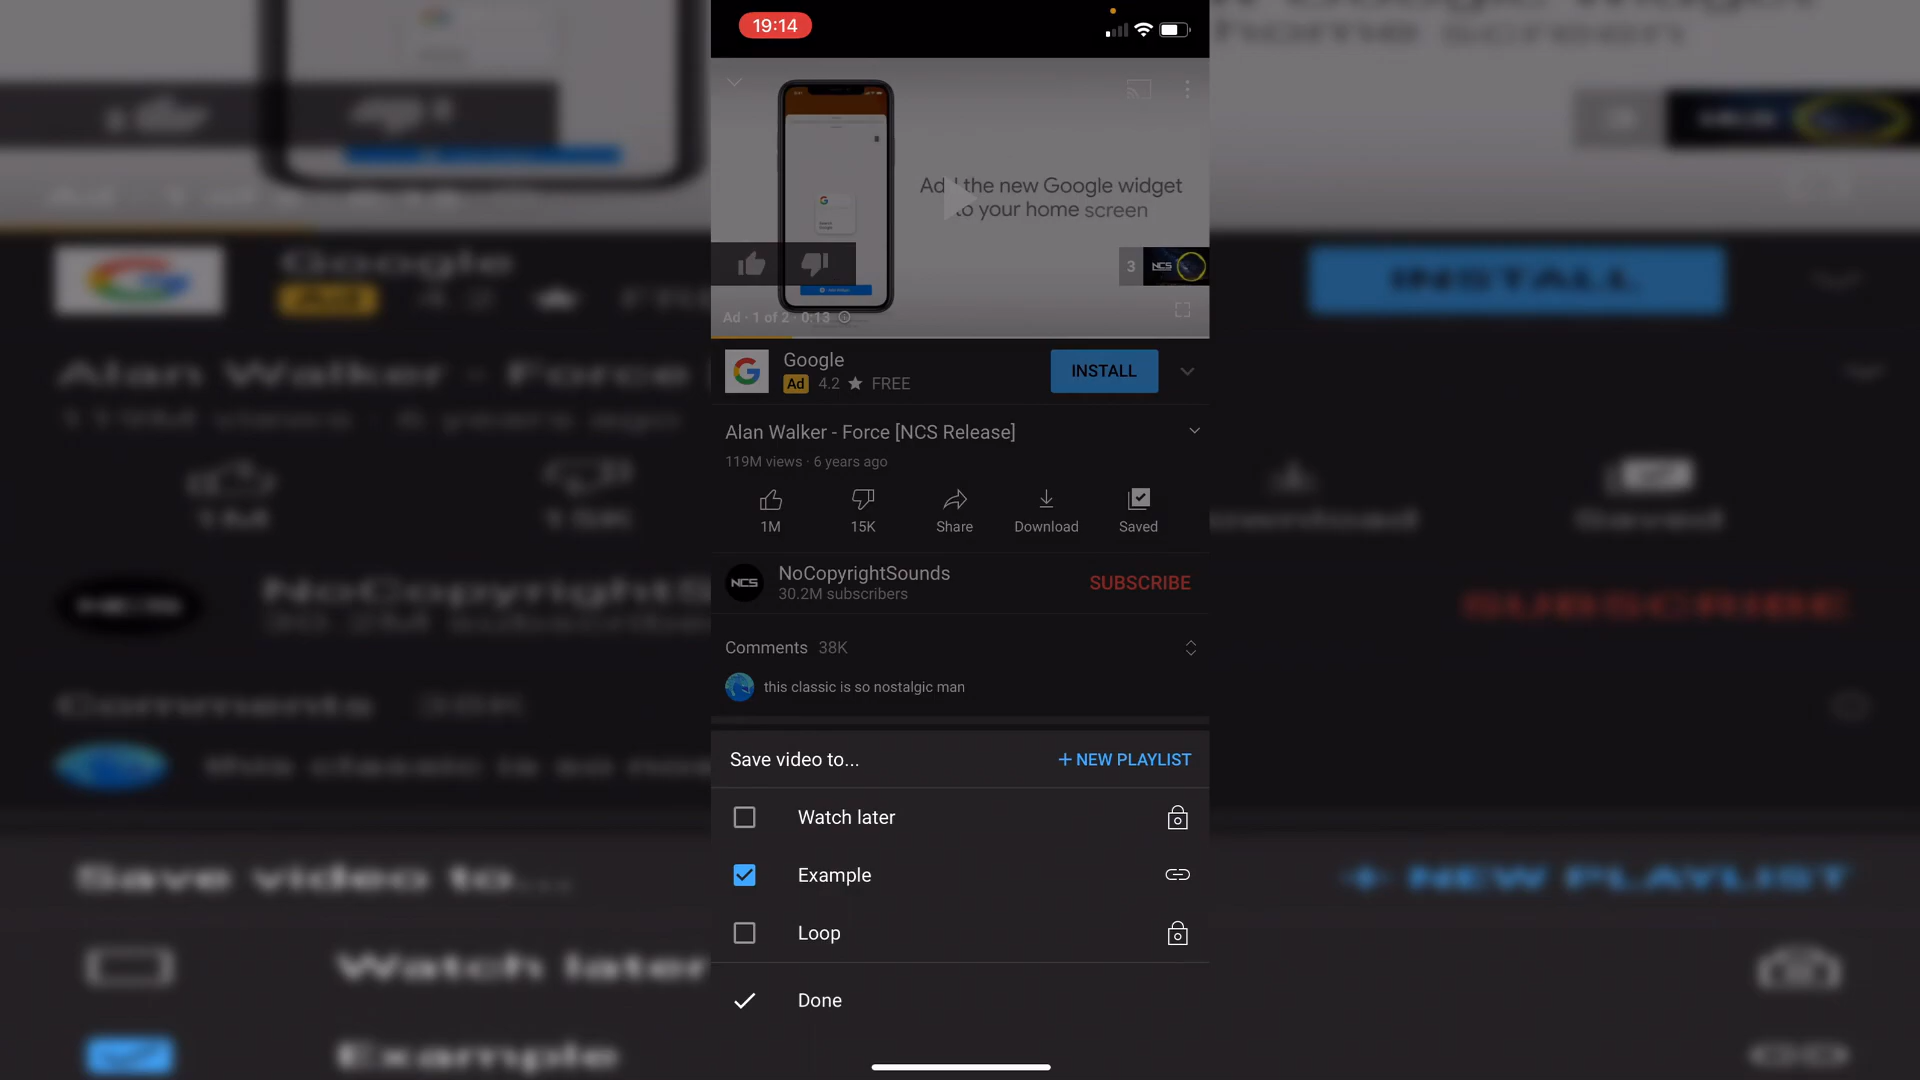 19:14
Add the new Google widget
to your home screen
3 NCS
Ad · 1 of 2 · 0:13
Google
INSTALL
Ad 4.2 ★ FREE
Alan Walker - Force [NCS Release]
119M views · 6 years ago
1M
15K
Share
Download
Saved
NCS
NoCopyrightSounds
30.2M subscribers
SUBSCRIBE
Comments 38K
this classic is so nostalgic man
Save video to...
+ NEW PLAYLIST
Watch later
Example
Loop
Done